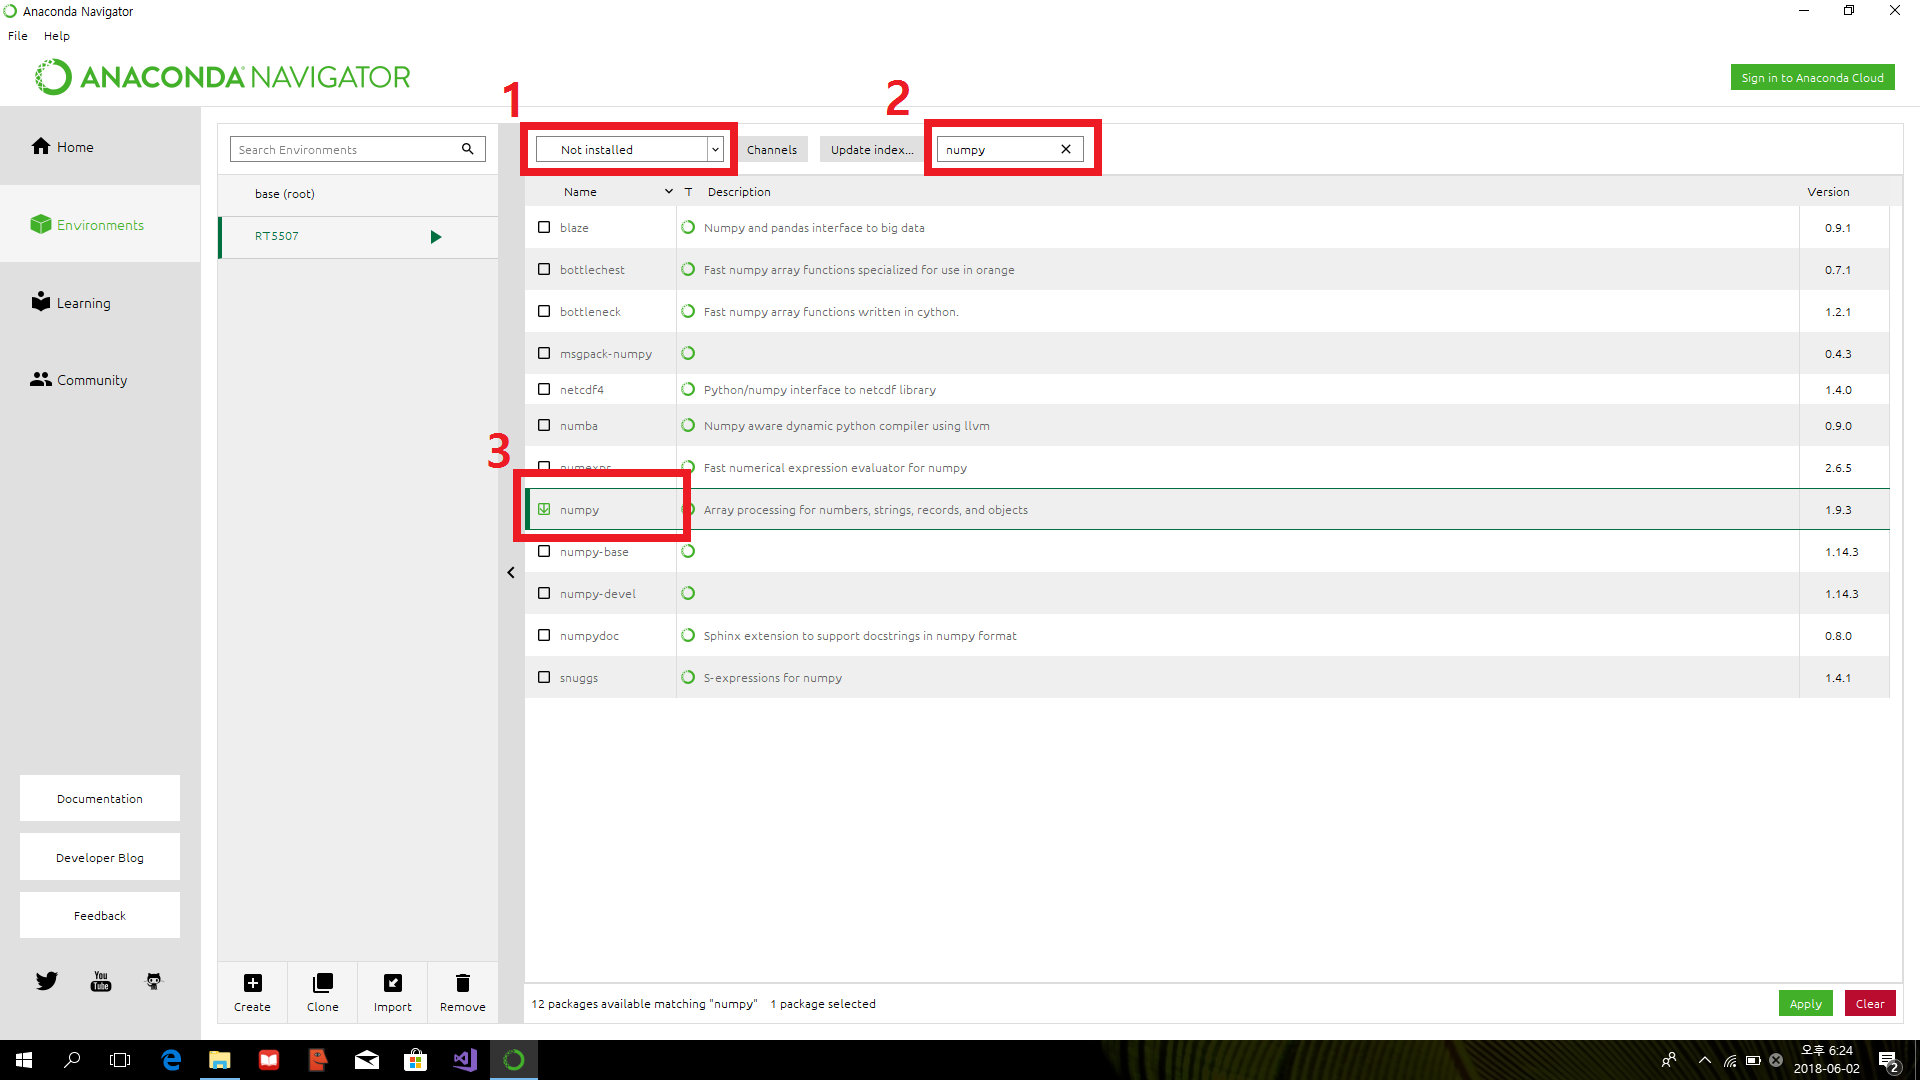 Anaconda Navigator
File Help
ANACONDA NAVIGATOR
Sign in to Anaconda Cloud
1
2
Home
Environments
Learning
Community
Documentation
Developer Blog
Feedback
You
Tube
Search Environments
base (root)
RT5507
Create Clone Import Remove
Not installed Channels Update index... numpy
Name T Description Version
blaze Numpy and pandas interface to big data 0.9.1
bottlechest Fast numpy array functions specialized for use in orange 0.7.1
bottleneck Fast numpy array functions written in cython. 1.2.1
msgpack-numpy 0.4.3
netcdf4 Python/numpy interface to netcdf library 1.4.0
numba Numpy aware dynamic python compiler using llvm 0.9.0
3
numexpr Fast numerical expression evaluator for numpy 2.6.5
numpy Array processing for numbers, strings, records, and objects 1.9.3
numpy-base 1.14.3
numpy-devel 1.14.3
numpydoc Sphinx extension to support docstrings in numpy format 0.8.0
snuggs S-expressions for numpy 1.4.1
12 packages available matching "numpy" 1 package selected
Apply Clear
오후 6:24
2018-06-02
2